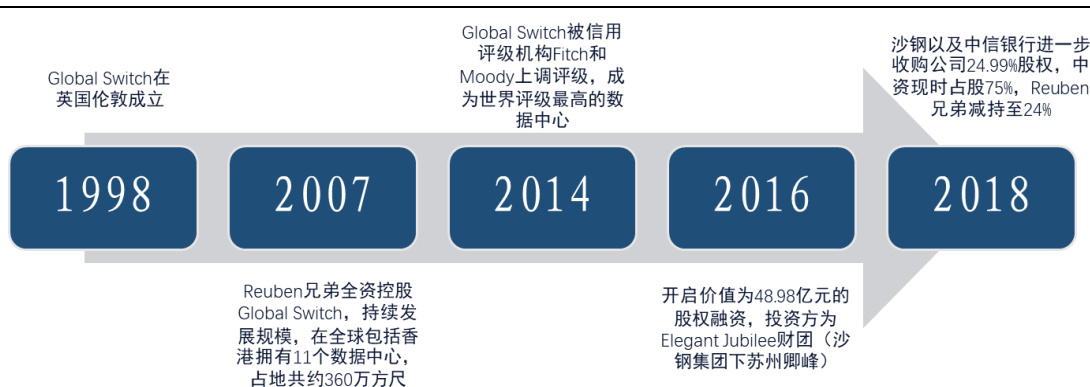 Global Switch在
英国伦敦成立
1998
Reuben兄弟全资控股
Global Switch，持续发
展规模，在全球包括香
港拥有11个数据中心，
占地共约360万方尺
2007
Global Switch被信用
评级机构Fitch和
Moody上调评级，成
为世界评级最高的数
据中心
2014
开启价值为48.98亿元的
股权融资，投资方为
Elegant Jubilee财团（沙
钢集团下苏州卿峰）
2016
沙钢以及中信银行进一步
收购公司24.99%股权，中
资现时占股75%，Reuben
兄弟减持至24%
2018